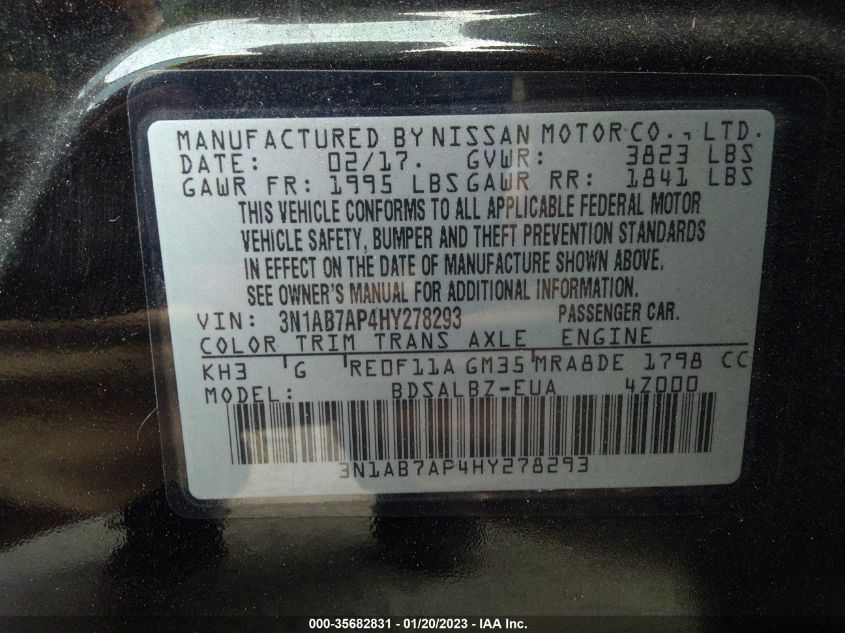 MANUFACTURED BY NISSAN MOTOR CO., LTD.
DATE: 02/17. GVWR: 3823 LBS
GAWR FR: 1995 LBS GAWR RR: 1841 LBS
THIS VEHICLE CONFORMS TO ALL APPLICABLE FEDERAL MOTOR
VEHICLE SAFETY, BUMPER AND THEFT PREVENTION STANDARDS
IN EFFECT ON THE DATE OF MANUFACTURE SHOWN ABOVE.
SEE OWNER'S MANUAL FOR ADDITIONAL INFORMATION.
VIN: 3N1AB7AP4HY278293 PASSENGER CAR.
COLOR TRIM TRANS AXLE ENGINE
KH3 G RE0F11A GM35 MRA8DE 1798 CC
MODEL: BDSALBZ-EUA 4Z000
3N1AB7AP4HY278293
000-35682831 - 01/20/2023 - IAA Inc.